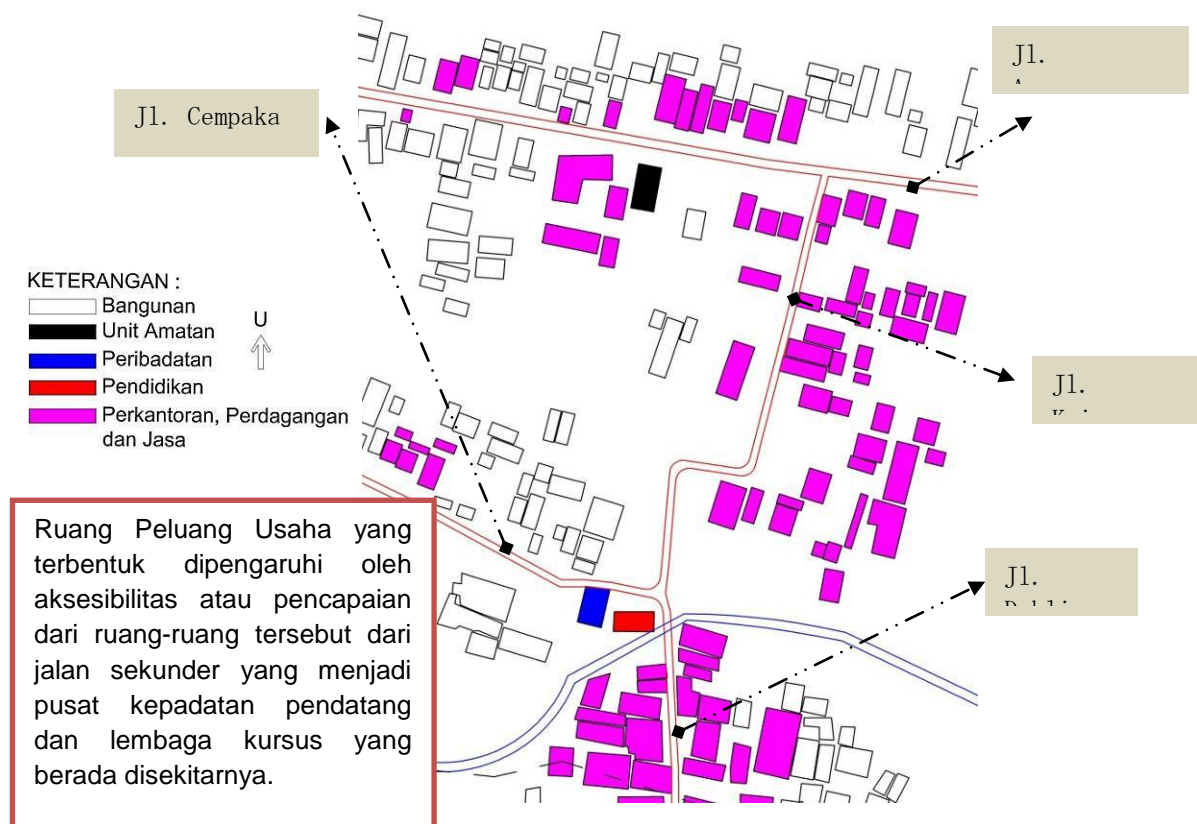 Jl.
Jl. Cempaka
KETERANGAN :
Bangunan
Unit Amatan
Peribadatan
Pendidikan
Perkantoran, Perdagangan
dan Jasa
U
Jl.
Ruang Peluang Usaha yang
terbentuk dipengaruhi oleh
aksesibilitas atau pencapaian
dari ruang-ruang tersebut dari
jalan sekunder yang menjadi
pusat kepadatan pendatang
dan lembaga kursus yang
berada disekitarnya.
Jl.